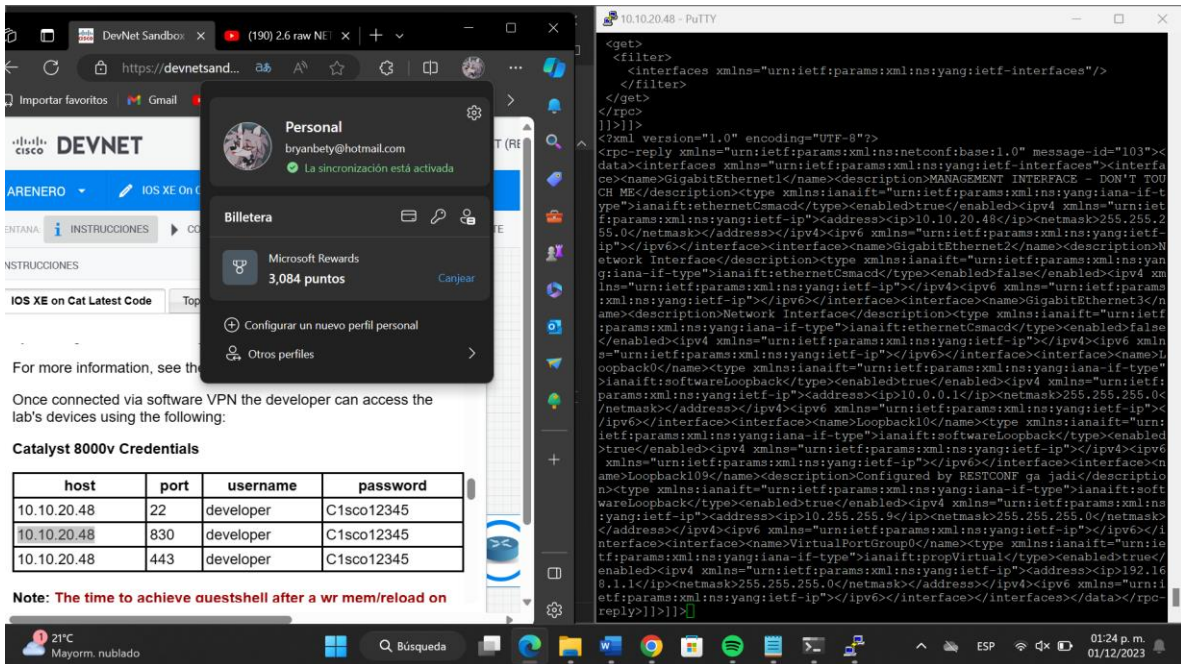 DevNet Sandbox
(190) 2.6 raw NET
https://devnetsand...
Importar favoritos
Gmail
CISCO DEVNET
ARENERO
IOS XE On C
INSTRUCCIONES
IOS XE on Cat Latest Code
Top
Personal
bryanbety@hotmail.com
La sincronización está activada
Billetera
Microsoft Rewards
3,084 puntos
Canjear
Configurar un nuevo perfil personal
Otros perfiles
For more information, see the
Once connected via software VPN the developer can access the
lab's devices using the following:
Catalyst 8000v Credentials
host port username password
10.10.20.48 22 developer C1sco12345
10.10.20.48 830 developer C1sco12345
10.10.20.48 443 developer C1sco12345
Note: The time to achieve guestshell after a wr mem/reload on
10.10.20.48 - PuTTY
<get>
<filter>
<interfaces xmlns="urn:ietf:params:xml:ns:yang:ietf-interfaces"/>
</filter>
</get>
</rpc>
]]>]]>
<?xml version="1.0" encoding="UTF-8"?>
<rpc-reply xmlns="urn:ietf:params:xml:ns:netconf:base:1.0" message-id="103"><
data><interfaces xmlns="urn:ietf:params:xml:ns:yang:ietf-interfaces"><interfa
ce><name>GigabitEthernet1</name><description>MANAGEMENT INTERFACE - DON'T TOU
CH ME</description><type xmlns:ianaift="urn:ietf:params:xml:ns:yang:iana-if-t
ype">ianaift:ethernetCsmacd</type><enabled>true</enabled><ipv4 xmlns="urn:iet
f:params:xml:ns:yang:ietf-ip"><address><ip>10.10.20.48</ip><netmask>255.255.2
55.0</netmask></address></ipv4><ipv6 xmlns="urn:ietf:params:xml:ns:yang:ietf-
ip"></ipv6></interface><interface><name>GigabitEthernet2</name><description>N
etwork Interface</description><type xmlns:ianaift="urn:ietf:params:xml:ns:yan
g:iana-if-type">ianaift:ethernetCsmacd</type><enabled>false</enabled><ipv4 xm
lns="urn:ietf:params:xml:ns:yang:ietf-ip"></ipv4><ipv6 xmlns="urn:ietf:params
:xml:ns:yang:ietf-ip"></ipv6></interface><interface><name>GigabitEthernet3</n
ame><description>Network Interface</description><type xmlns:ianaift="urn:ietf
:params:xml:ns:yang:iana-if-type">ianaift:ethernetCsmacd</type><enabled>false
</enabled><ipv4 xmlns="urn:ietf:params:xml:ns:yang:ietf-ip"></ipv4><ipv6 xmln
s="urn:ietf:params:xml:ns:yang:ietf-ip"></ipv6></interface><interface><name>L
oopback0</name><type xmlns:ianaift="urn:ietf:params:xml:ns:yang:iana-if-type"
>ianaift:softwareLoopback</type><enabled>true</enabled><ipv4 xmlns="urn:ietf:
params:xml:ns:yang:ietf-ip"><address><ip>10.0.0.1</ip><netmask>255.255.255.0<
/netmask></address></ipv4><ipv6 xmlns="urn:ietf:params:xml:ns:yang:ietf-ip"><
/ipv6></interface><interface><name>Loopback10</name><type xmlns:ianaift="urn:
ietf:params:xml:ns:yang:iana-if-type">ianaift:softwareLoopback</type><enabled
>true</enabled><ipv4 xmlns="urn:ietf:params:xml:ns:yang:ietf-ip"></ipv4><ipv6
xmlns="urn:ietf:params:xml:ns:yang:ietf-ip"></ipv6></interface><interface><n
ame>Loopback109</name><description>Configured by RESTCONF ga jadi</descriptio
n><type xmlns:ianaift="urn:ietf:params:xml:ns:yang:iana-if-type">ianaift:soft
wareLoopback</type><enabled>true</enabled><ipv4 xmlns="urn:ietf:params:xml:ns
:yang:ietf-ip"><address><ip>10.255.255.9</ip><netmask>255.255.255.0</netmask>
</address></ipv4><ipv6 xmlns="urn:ietf:params:xml:ns:yang:ietf-ip"></ipv6></i
nterface><interface><name>VirtualPortGroup0</name><type xmlns:ianaift="urn:ie
tf:params:xml:ns:yang:iana-if-type">ianaift:propVirtual</type><enabled>true</
enabled><ipv4 xmlns="urn:ietf:params:xml:ns:yang:ietf-ip"><address><ip>192.16
8.1.1</ip><netmask>255.255.255.0</netmask></address></ipv4><ipv6 xmlns="urn:i
etf:params:xml:ns:yang:ietf-ip"></ipv6></interface></interfaces></data></rpc-
reply>]]>]]>
1
21°C
Mayorm. nublado
Búsqueda
ESP
01:24 p. m.
01/12/2023